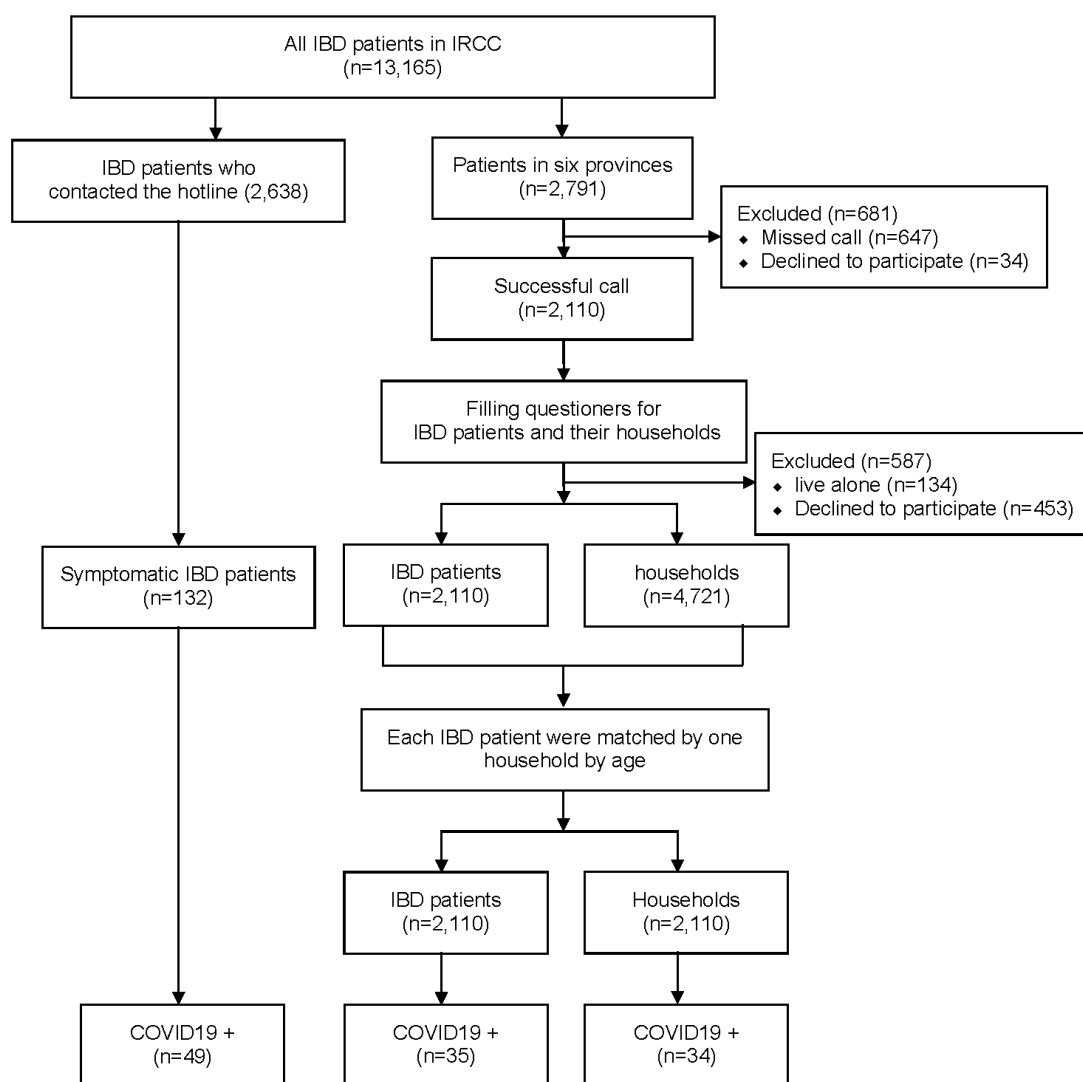 All IBD patients in IRCC
(n=13,165)
IBD patients who
contacted the hotline (2,638)
Patients in six provinces
(n=2,791)
Excluded (n=681)
◆ Missed call (n=647)
◆ Declined to participate (n=34)
Successful call
(n=2,110)
Filling questioners for
IBD patients and their households
Excluded (n=587)
◆ live alone (n=134)
◆ Declined to participate (n=453)
Symptomatic IBD patients
(n=132)
IBD patients
(n=2,110)
households
(n=4,721)
Each IBD patient were matched by one
household by age
IBD patients
(n=2,110)
Households
(n=2,110)
COVID19 +
(n=49)
COVID19 +
(n=35)
COVID19 +
(n=34)